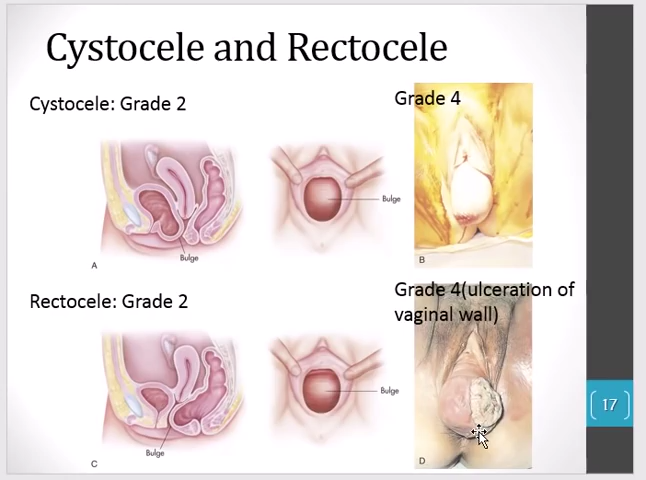 Cystocele and Rectocele
Cystocele: Grade 2
Grade 4
Bulge
Bulge
A
B
Rectocele: Grade 2
Grade 4(ulceration of
vaginal wall)
Bulge
Bulge
C
D
17